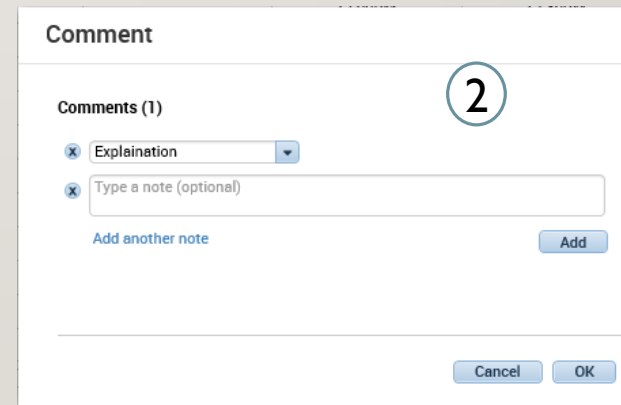 Comment
Comments (1)
2
x Explaination
x Type a note (optional)
Add another note
Add
Cancel OK